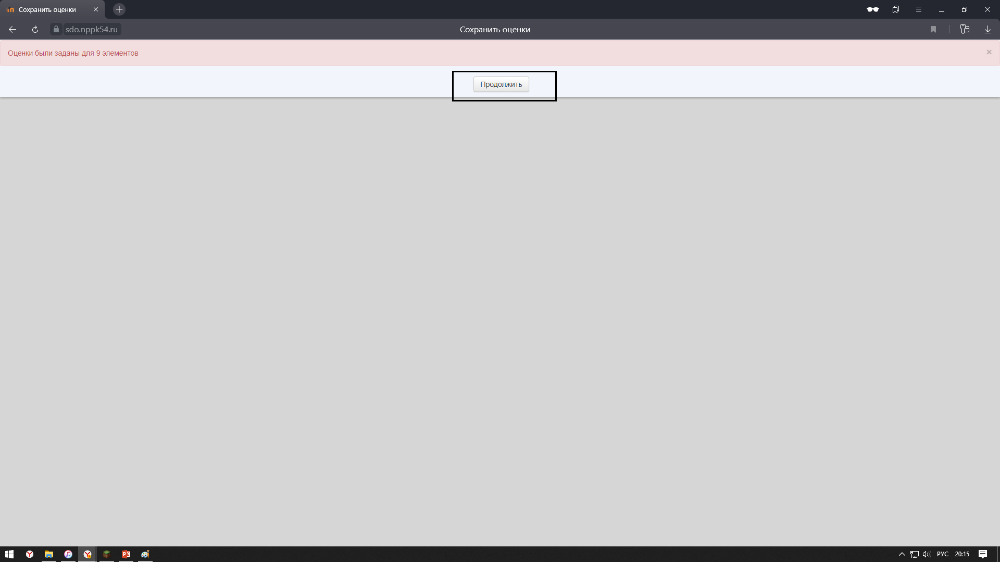 Сохранить оценки
sdo.nppk54.ru
Сохранить оценки
Оценки были заданы для 9 элементов
Продолжить
РУС 20:15